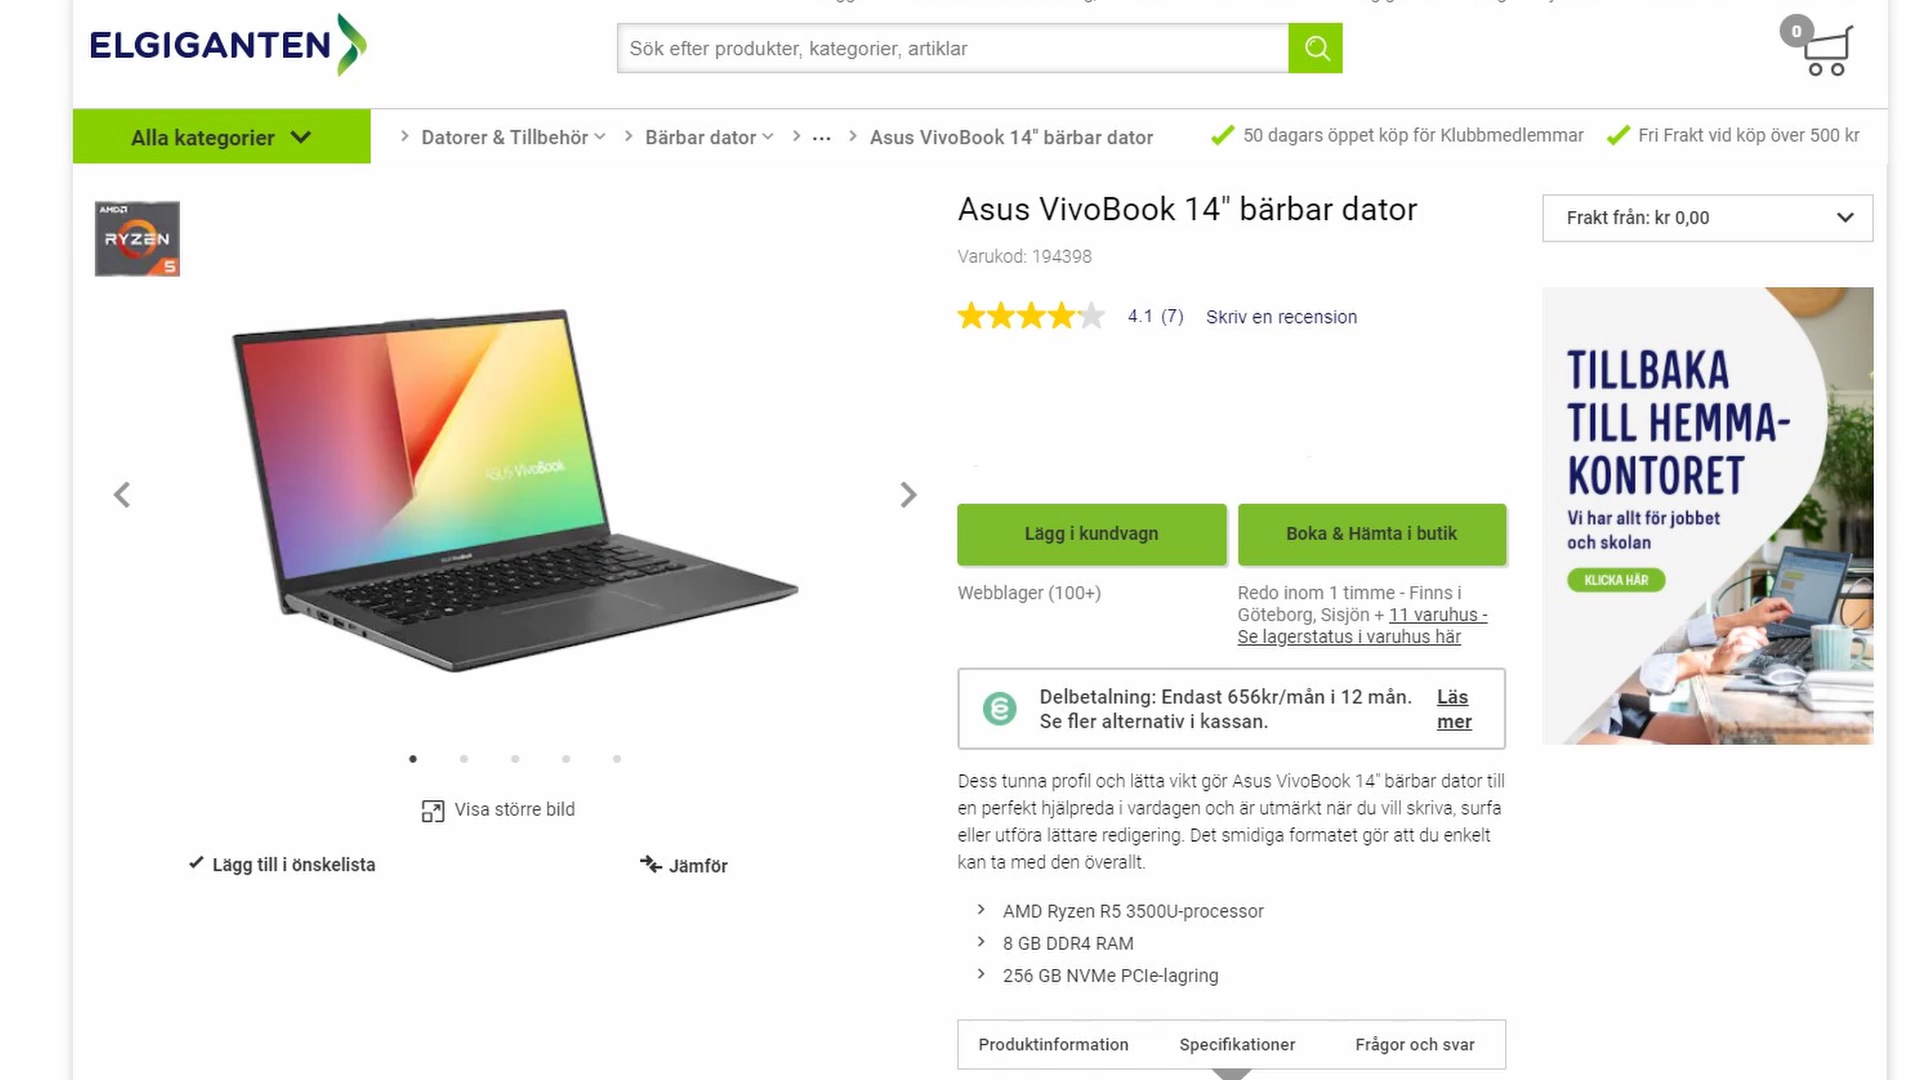 ELGIGANTEN
Sök efter produkter, kategorier, artiklar
0
Alla kategorier
Datorer & Tillbehör
Bärbar dator
...
Asus VivoBook 14" bärbar dator
50 dagars öppet köp för Klubbmedlemmar
Fri Frakt vid köp över 500 kr
AMD
RYZEN
5
ASUS VivoBook
Visa större bild
Lägg till i önskelista
Jämför
Asus VivoBook 14" bärbar dator
Varukod: 194398
4.1 (7) Skriv en recension
Lägg i kundvagn
Boka & Hämta i butik
Webblager (100+)
Redo inom 1 timme - Finns i
Göteborg, Sisjön + 11 varuhus -
Se lagerstatus i varuhus här
Delbetalning: Endast 656kr/mån i 12 mån.
Se fler alternativ i kassan.
Läs
mer
Dess tunna profil och lätta vikt gör Asus VivoBook 14" bärbar dator till
en perfekt hjälpreda i vardagen och är utmärkt när du vill skriva, surfa
eller utföra lättare redigering. Det smidiga formatet gör att du enkelt
kan ta med den överallt.
AMD Ryzen R5 3500U-processor
8 GB DDR4 RAM
256 GB NVMe PCIe-lagring
Produktinformation
Specifikationer
Frågor och svar
Frakt från: kr 0,00
TILLBAKA
TILL HEMMA-
KONTORET
Vi har allt för jobbet
och skolan
KLICKA HÄR